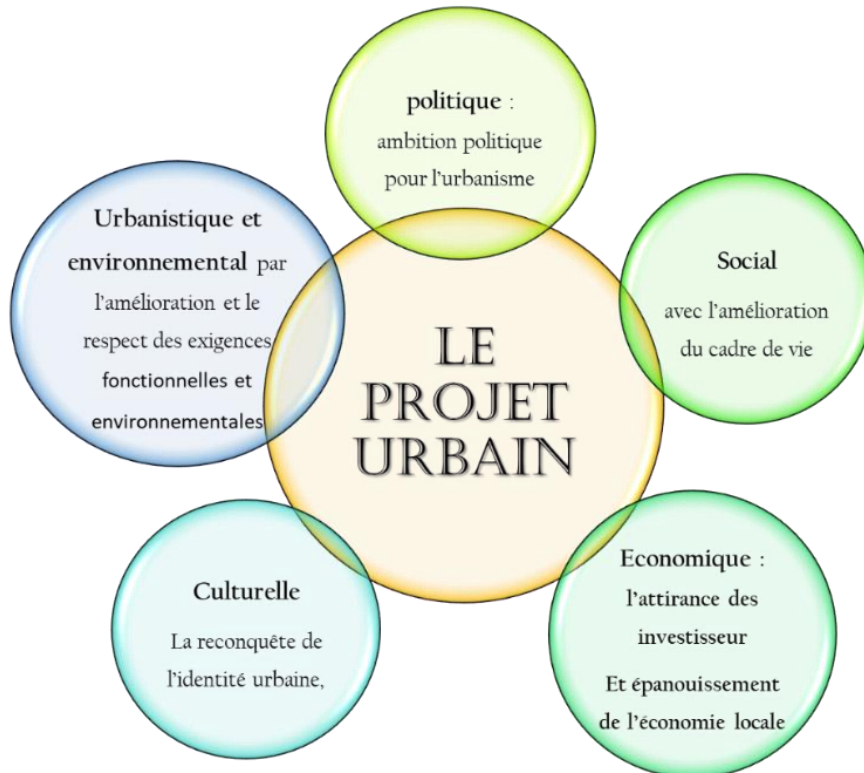 politique :
ambition politique
pour l'urbanisme
Urbanistique et
environnemental par
l'amélioration et le
respect des exigences
fonctionnelles et
environnementales
Social
avec l'amélioration
du cadre de vie
LE
PROJET
URBAIN
Culturelle
La reconquête de
l'identité urbaine,
Economique :
l'attirance des
investisseur
Et épanouissement
de l'économie locale